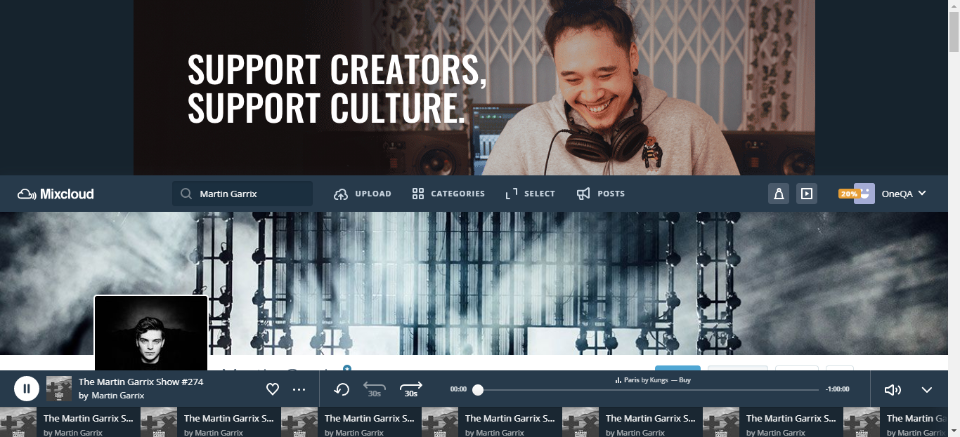 SUPPORT CREATORS,
SUPPORT CULTURE.
Mixcloud
Martin Garrix
UPLOAD
CATEGORIES
SELECT
POSTS
20%
OneQA
The Martin Garrix Show #274
by Martin Garrix
30s
30s
00:00
Paris by Kungs — Buy
-1:00:00
The Martin Garrix S...
by Martin Garrix
The Martin Garrix S...
by Martin Garrix
The Martin Garrix S...
by Martin Garrix
The Martin Garrix S...
by Martin Garrix
The Martin Garrix S...
by Martin Garrix
The Martin Garrix S...
by Martin Garrix
The Martin G
by Martin Garrix